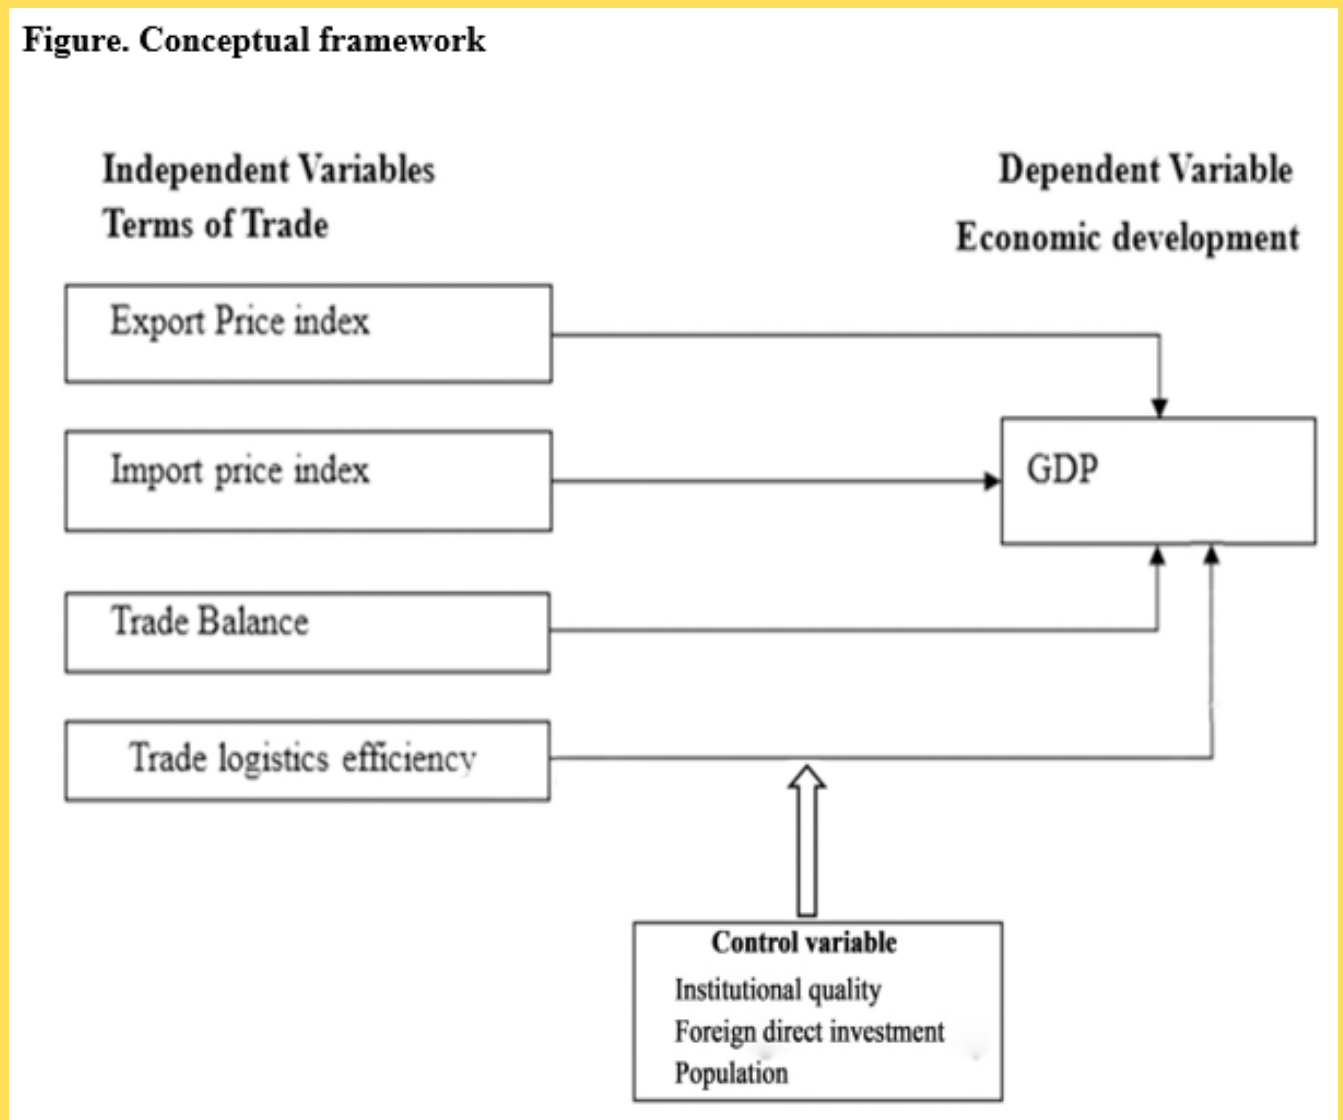 Figure. Conceptual framework
Independent Variables
Terms of Trade
Dependent Variable
Economic development
Export Price index
Import price index
GDP
Trade Balance
Trade logistics efficiency
Control variable
Institutional quality
Foreign direct investment
Population